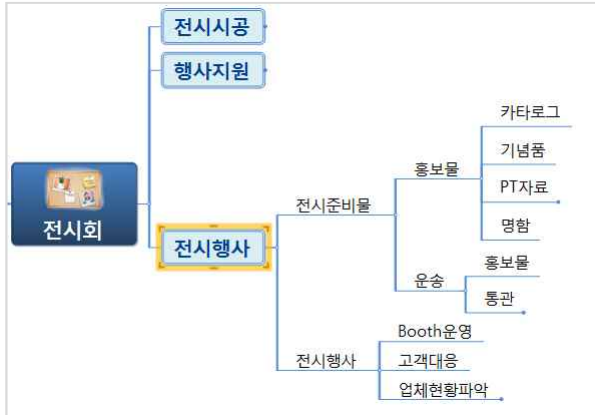 전시회
전시시공
행사지원
전시행사
전시준비물
홍보물
카타로그
기념품
PT자료
명함
운송
홍보물
통관
전시행사
Booth운영
고객대응
업체현황파악